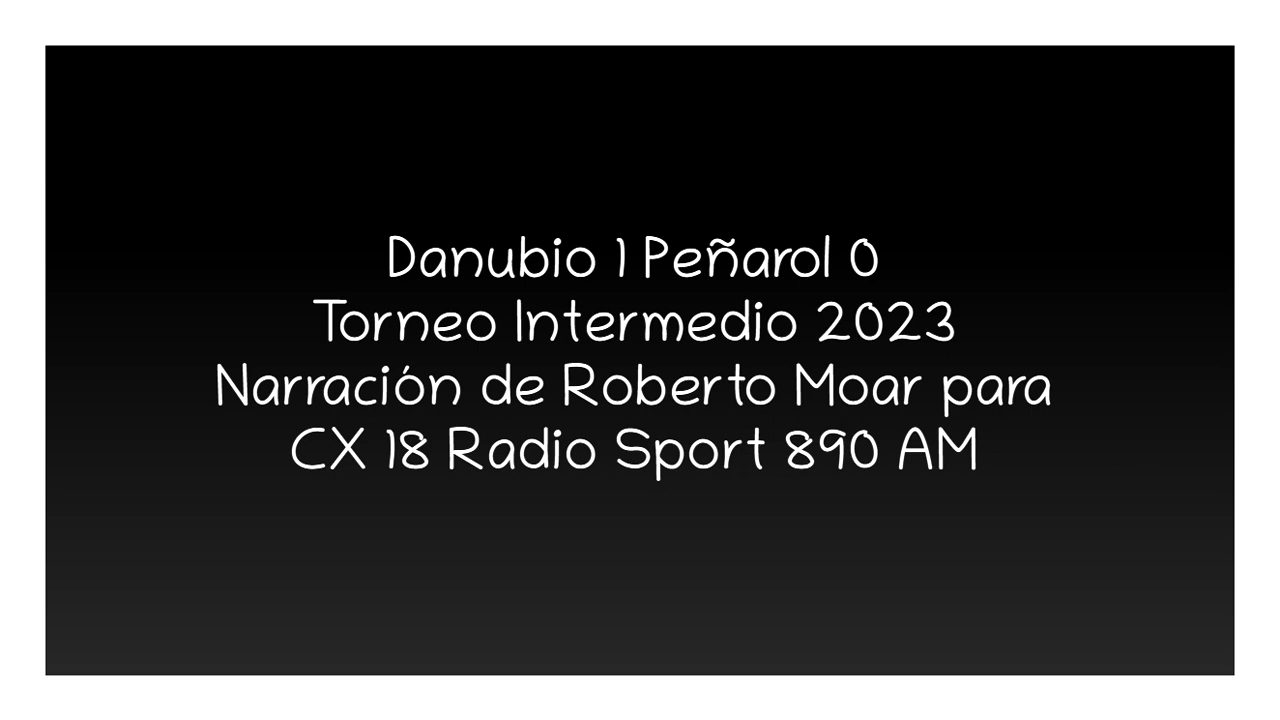 Danubio 1 Peñarol 0
Torneo Intermedio 2023
Narración de Roberto Moar para
CX 18 Radio Sport 890 AM